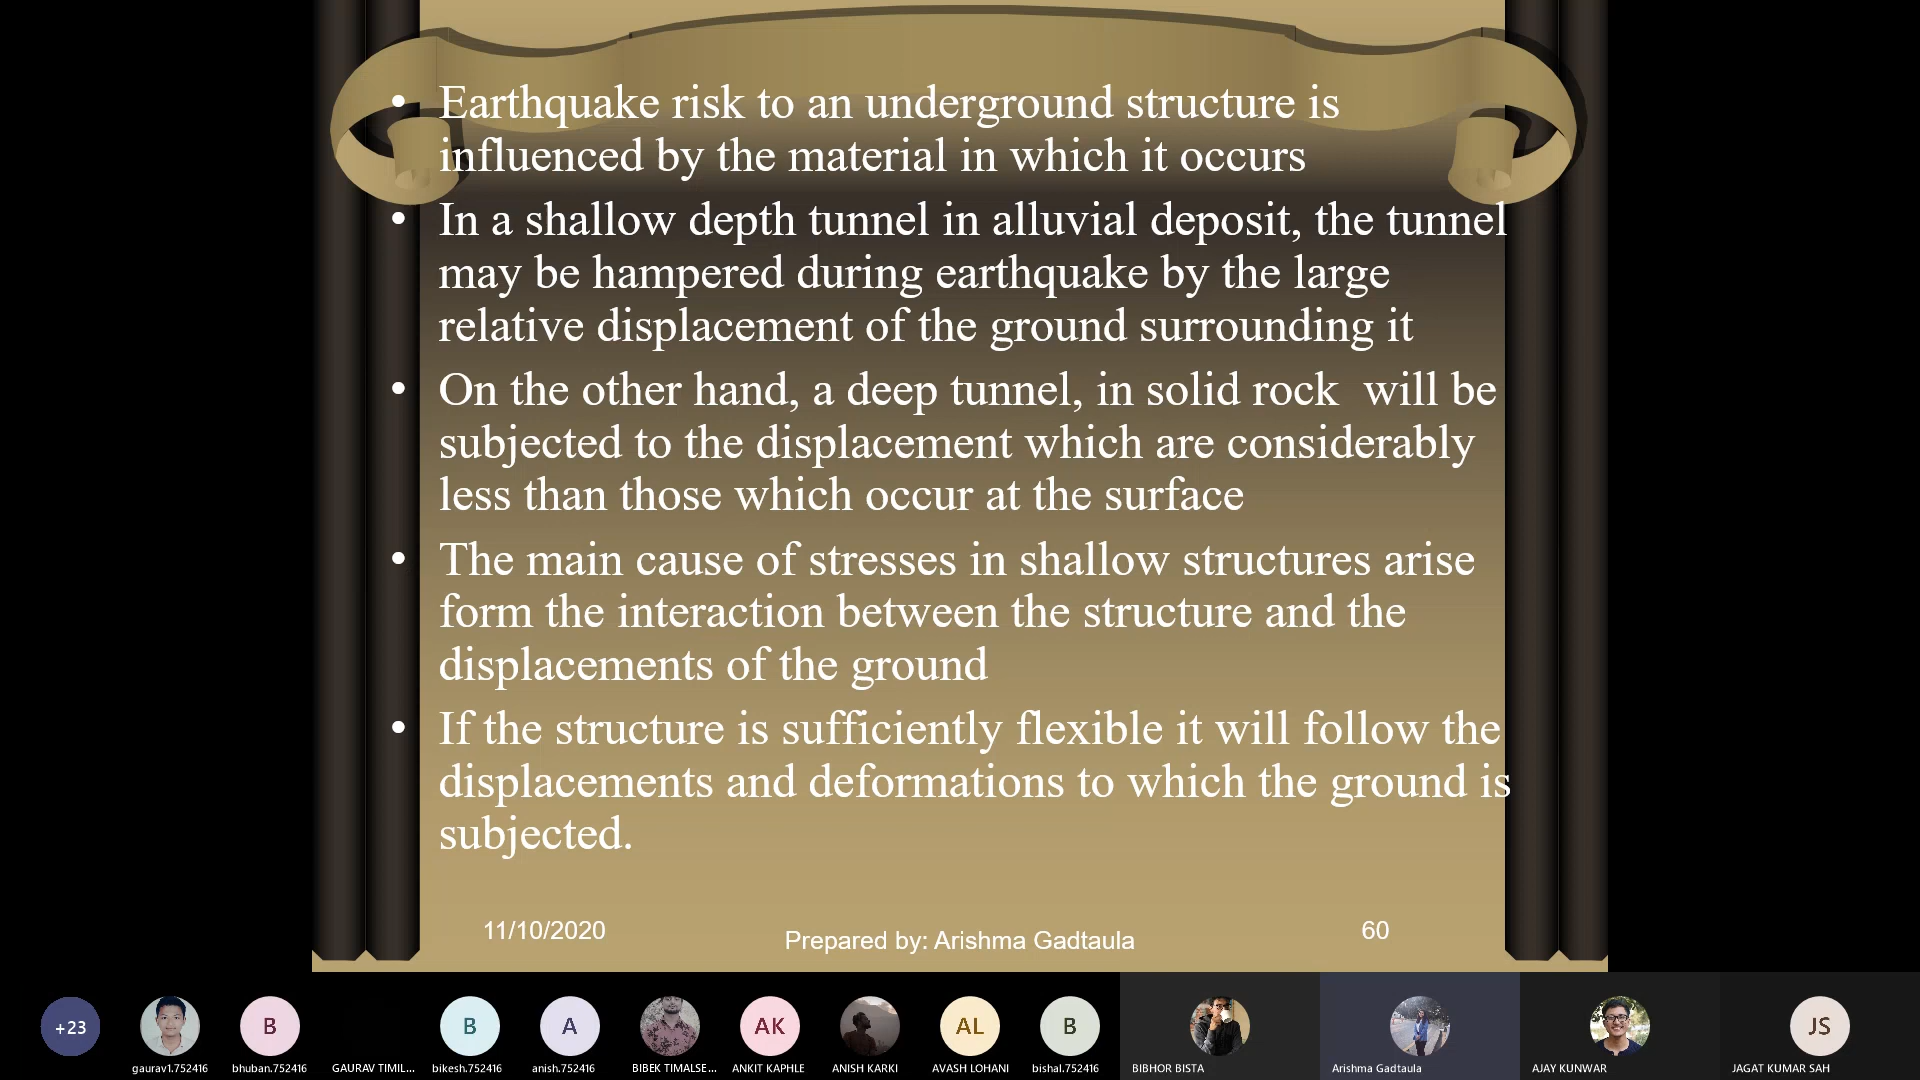 • Earthquake risk to an underground structure is
influenced by the material in which it occurs
• In a shallow depth tunnel in alluvial deposit, the tunnel
may be hampered during earthquake by the large
relative displacement of the ground surrounding it
• On the other hand, a deep tunnel, in solid rock  will be
subjected to the displacement which are considerably
less than those which occur at the surface
• The main cause of stresses in shallow structures arise
form the interaction between the structure and the
displacements of the ground
• If the structure is sufficiently flexible it will follow the
displacements and deformations to which the ground is
subjected.
11/10/2020 Prepared by: Arishma Gadtaula 60
+23 B B A AK AL B JS
gaurav1.752416 bhuban.752416 GAURAV TIMIL... bikesh.752416 anish.752416 BIBEK TIMALSE... ANKIT KAPHLE ANISH KARKI AVASH LOHANI bishal.752416 BIBHOR BISTA Arishma Gadtaula AJAY KUNWAR JAGAT KUMAR SAH